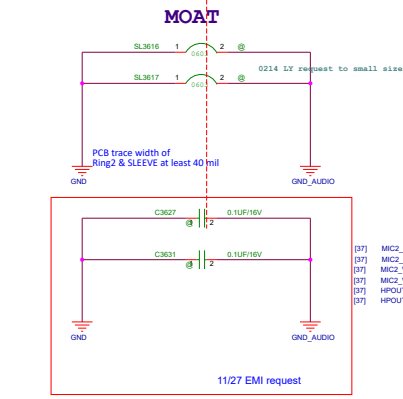 MOAT
SL3616 1 2 @
0603
0214 LY request to small size
SL3617 1 2 @
PCB trace width of
Ring2 & SLEEVE at least 40 mil
GND
GND_AUDIO
C3627 0.1UF/16V
@ 2
C3631 0.1UF/16V
@ 2
[37] MIC2_
[37] MIC2_
[37] MIC2_
[37] MIC2_
[37] HPOUT
[37] HPOUT
GND
GND_AUDIO
11/27 EMI request